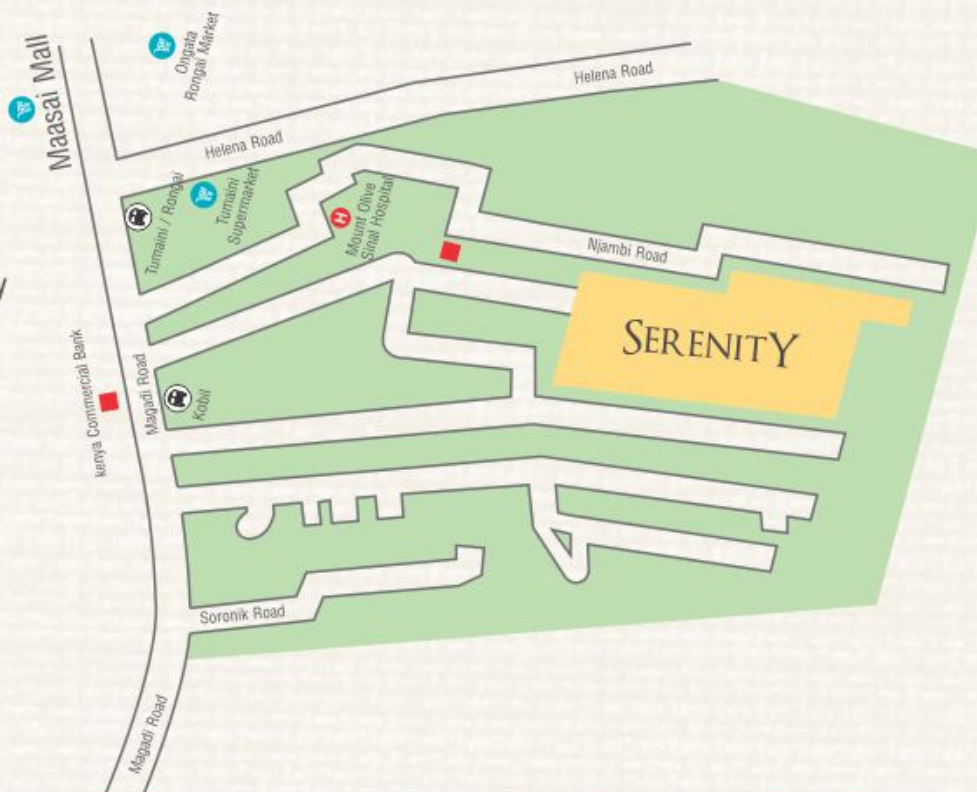 Maasai Mall
Ongata
Rongai Market
Helena Road
Helena Road
Tumaini / Rongai
Tumaini
Supermarket
H
Mount Olive
Sinal Hospital
Njambi Road
SERENITY
kenya Commercial Bank
Magadi Road
Kobil
Soronik Road
Magadi Road